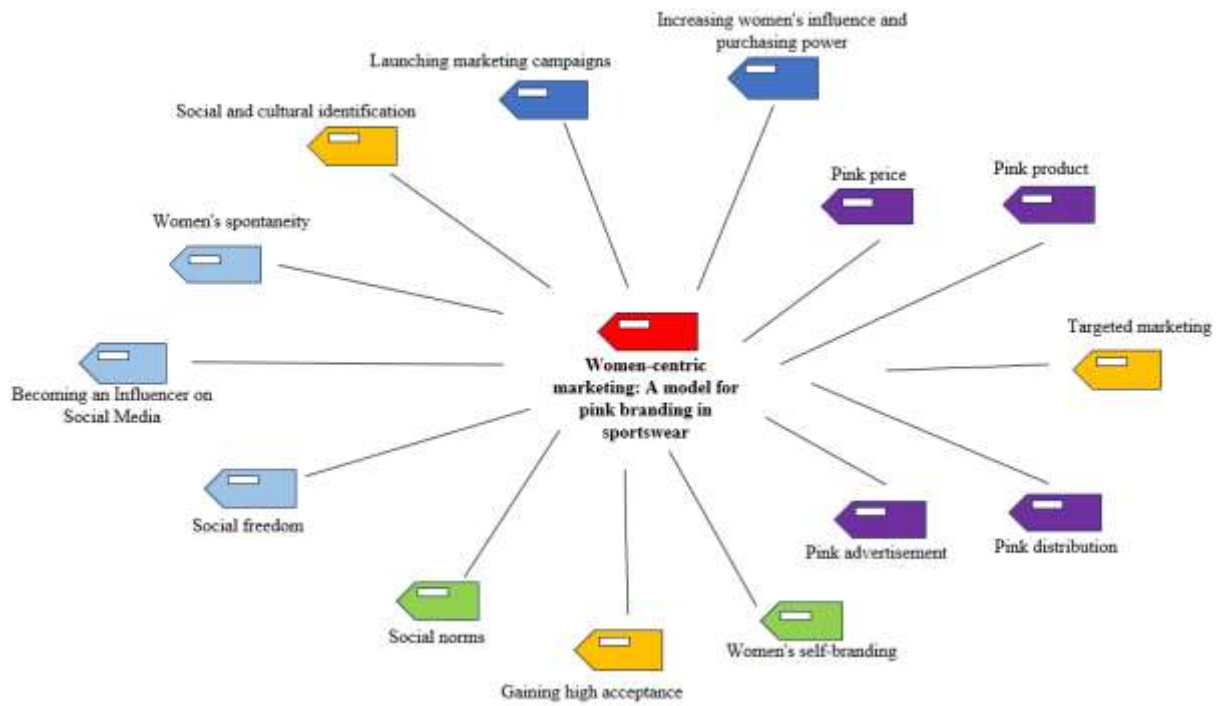 Increasing women's influence and
purchasing power
Launching marketing campaigns
Social and cultural identification
Pink price
Pink product
Women's spontaneity
Targeted marketing
Women-centric
marketing: A model for
pink branding in
sportswear
Becoming an Influencer on
Social Media
Social freedom
Pink advertisement
Pink distribution
Social norms
Women's self-branding
Gaining high acceptance